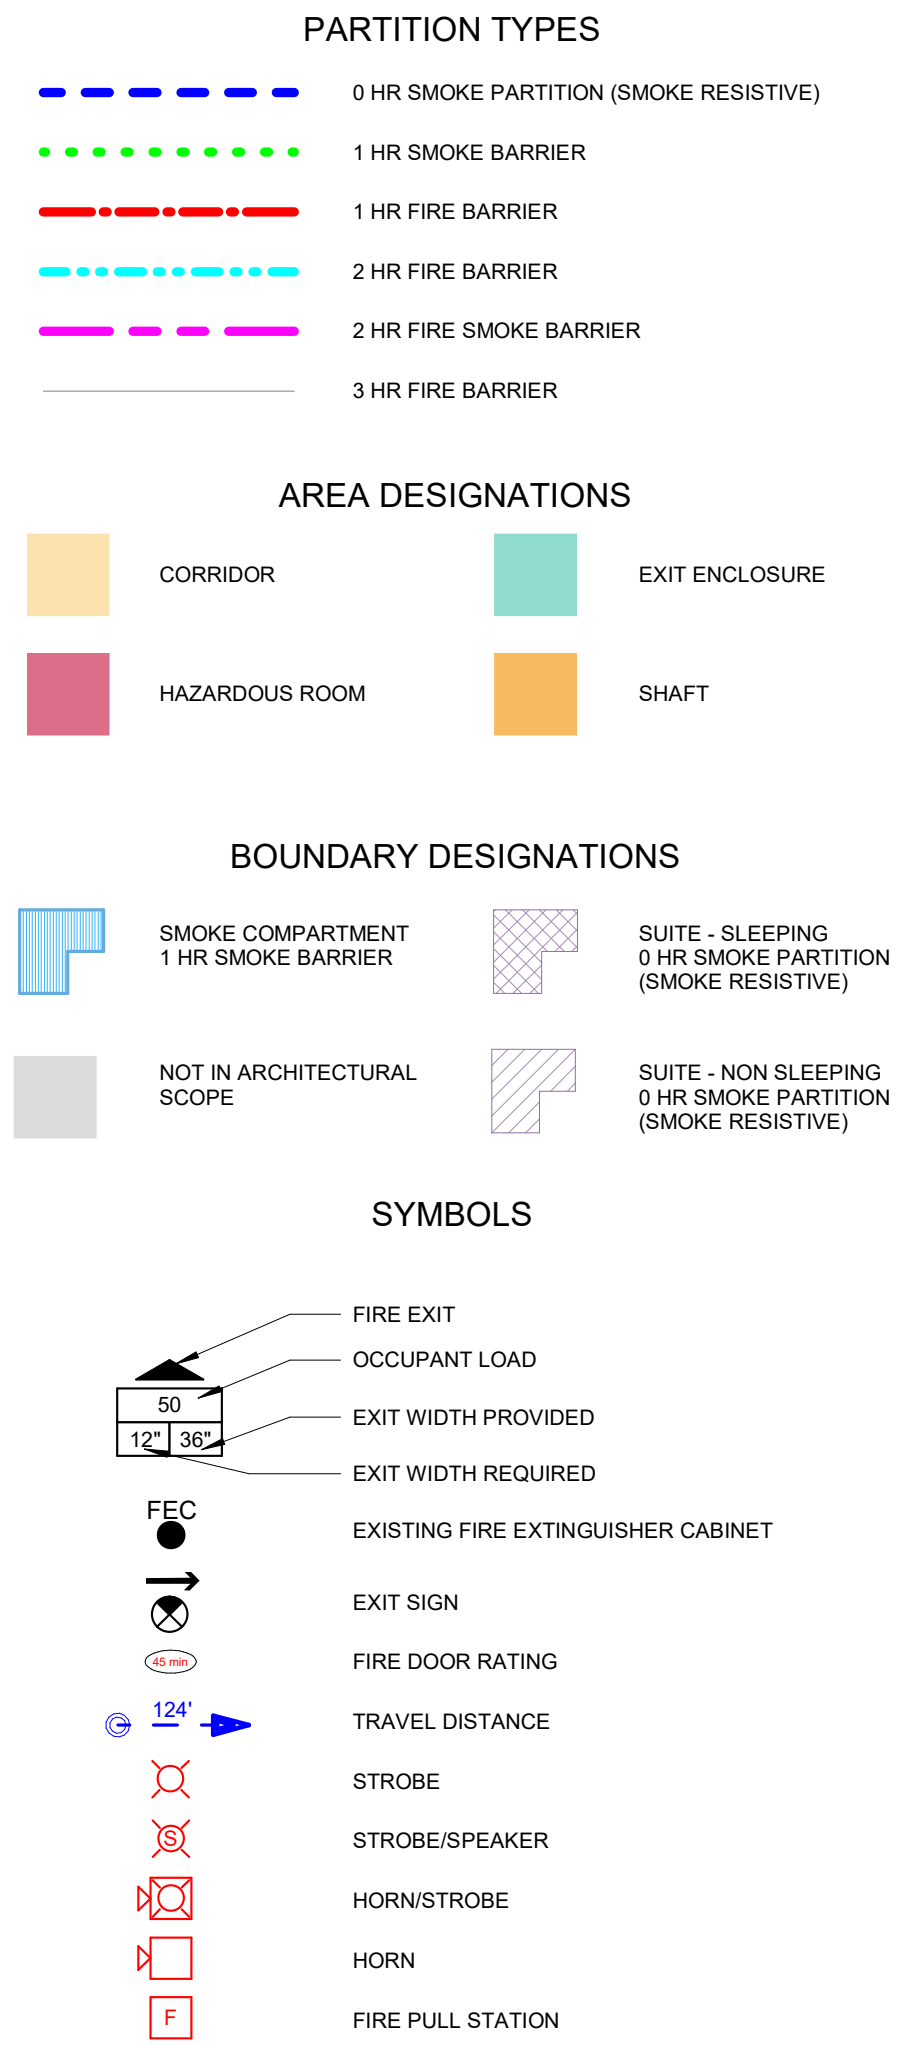 PARTITION TYPES
0 HR SMOKE PARTITION (SMOKE RESISTIVE)
1 HR SMOKE BARRIER
1 HR FIRE BARRIER
2 HR FIRE BARRIER
2 HR FIRE SMOKE BARRIER
3 HR FIRE BARRIER
AREA DESIGNATIONS
CORRIDOR
EXIT ENCLOSURE
HAZARDOUS ROOM
SHAFT
BOUNDARY DESIGNATIONS
SMOKE COMPARTMENT
1 HR SMOKE BARRIER
SUITE - SLEEPING
0 HR SMOKE PARTITION
(SMOKE RESISTIVE)
NOT IN ARCHITECTURAL
SCOPE
SUITE - NON SLEEPING
0 HR SMOKE PARTITION
(SMOKE RESISTIVE)
SYMBOLS
FIRE EXIT
OCCUPANT LOAD
50
EXIT WIDTH PROVIDED
12" 36"
EXIT WIDTH REQUIRED
FEC
EXISTING FIRE EXTINGUISHER CABINET
EXIT SIGN
45 min
FIRE DOOR RATING
124'
TRAVEL DISTANCE
STROBE
S
STROBE/SPEAKER
HORN/STROBE
HORN
F
FIRE PULL STATION